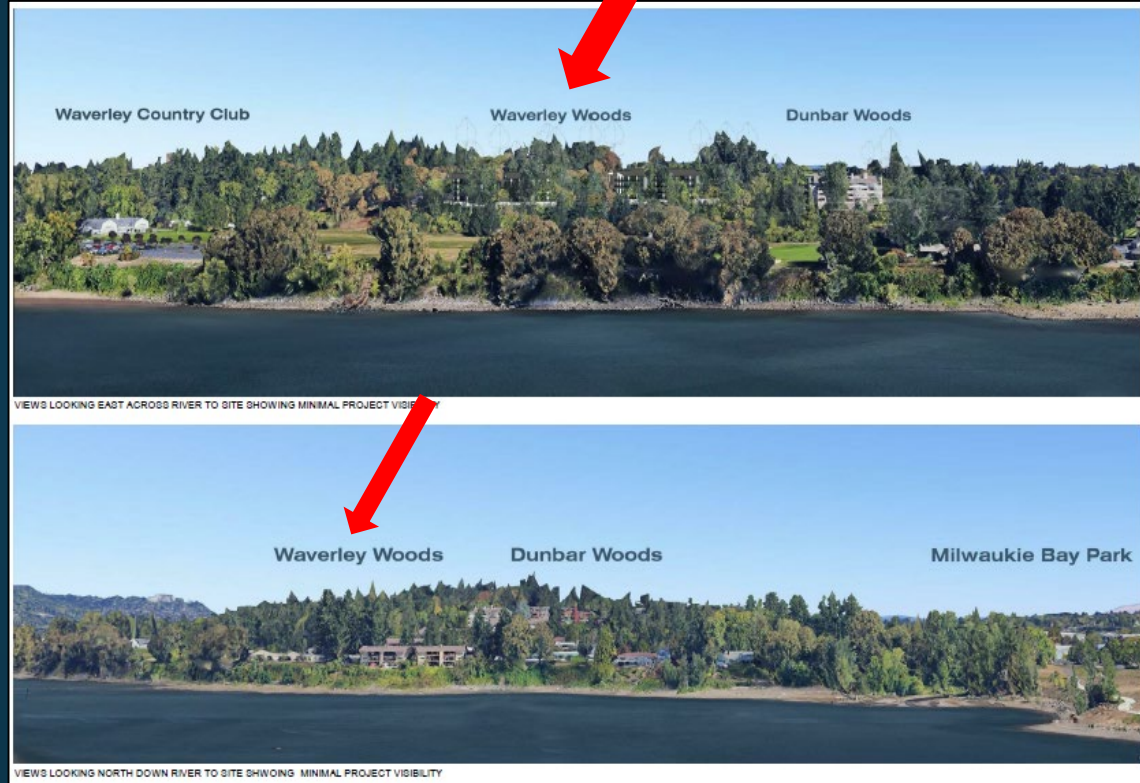 Waverley Country Club
Waverley Woods
Dunbar Woods
VIEWS LOOKING EAST ACROSS RIVER TO SITE SHOWING MINIMAL PROJECT
Waverley Woods
Dunbar Woods
Milwaukie Bay Park
VIEWS LOOKING NORTH DOWN RIVER TO SITE SHWOING MINIMAL PROJECT VISIBILITY